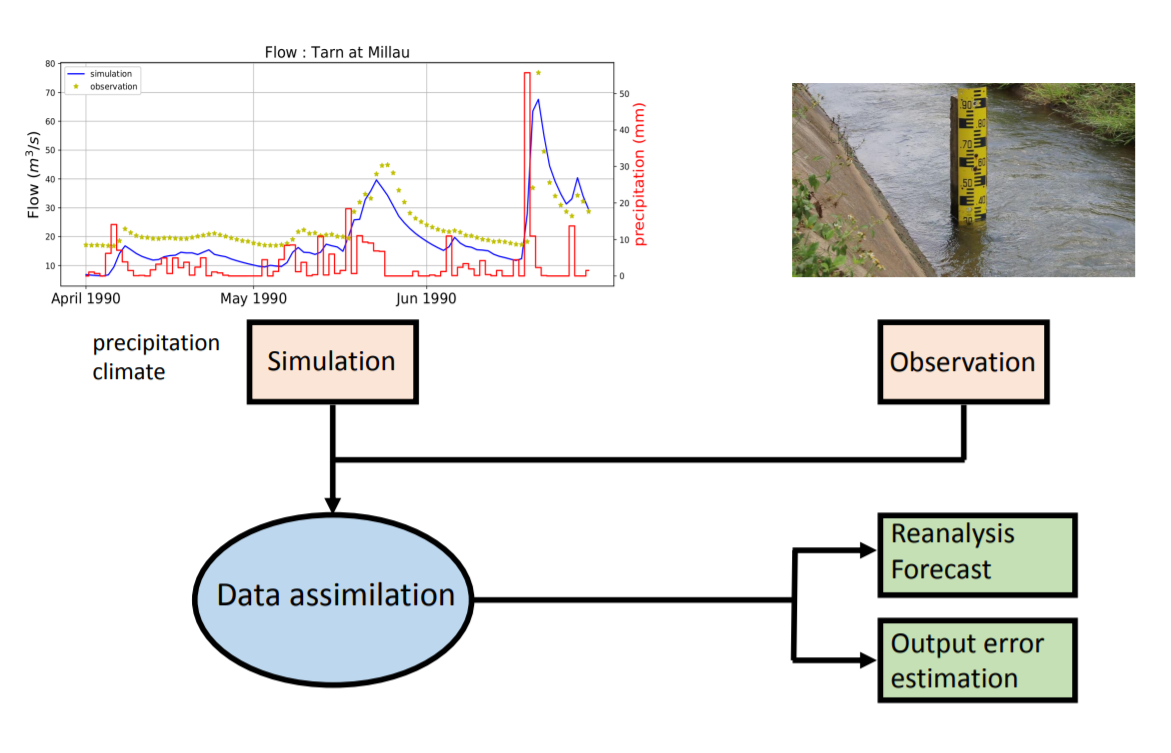 Flow : Tarn at Millau
simulation
observation
80
70
60
50
40
30
20
10
Flow (m³/s)
50
40
30
20
10
0
precipitation (mm)
April 1990
May 1990
Jun 1990
90
80
70
60
50
40
30
precipitation
climate
Simulation
Observation
Data assimilation
Reanalysis
Forecast
Output error
estimation